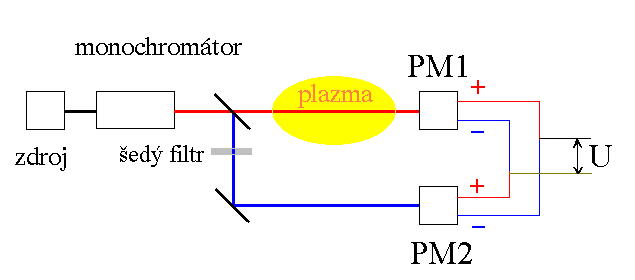 monochromátor
PM1
plazma
+
zdroj
šedý filtr
−
U
+
−
PM2